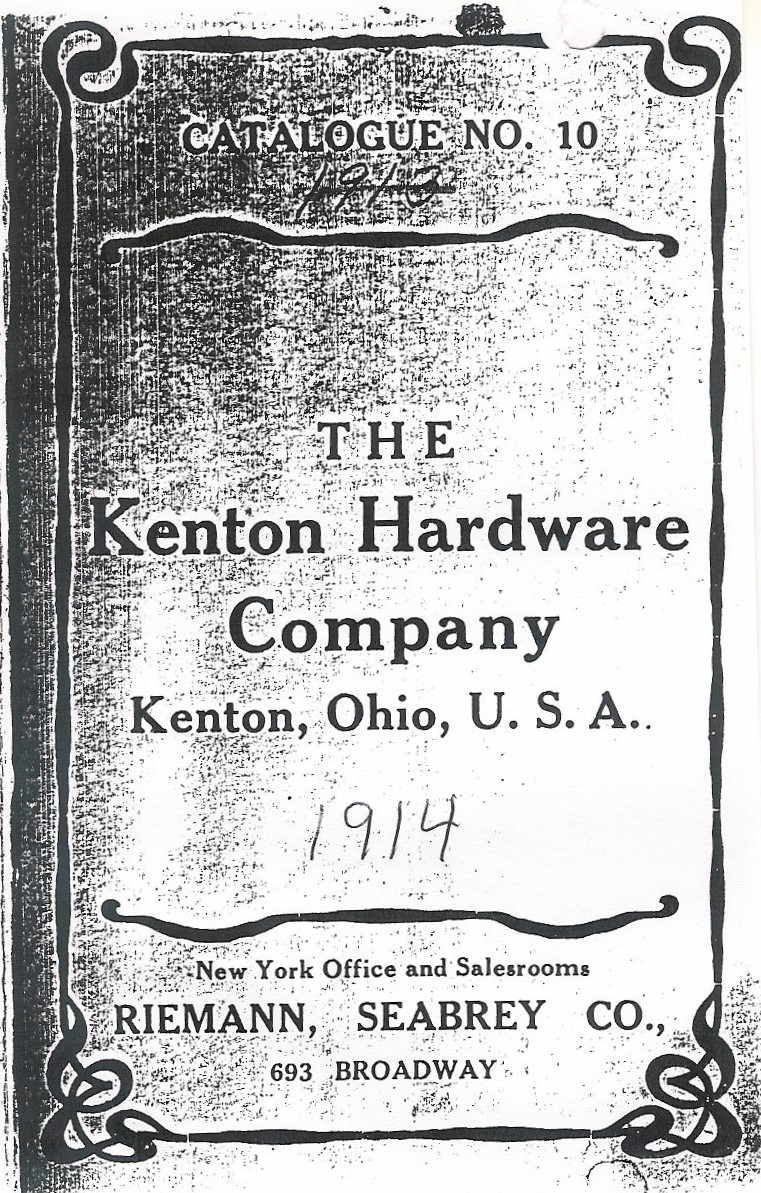 CATALOGUE NO. 10
1913
THE
Kenton Hardware
Company
Kenton, Ohio, U. S. A..
1914
New York Office and Salesrooms
RIEMANN, SEABREY CO.,
693 BROADWAY